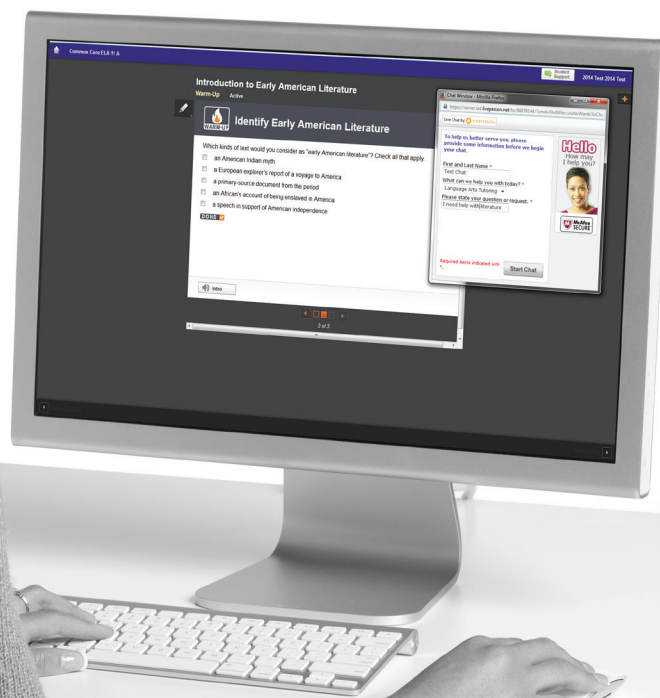 Common Core ELA 11 A
Student
Support
2014 Test 2014 Test
Introduction to Early American Literature
Warm-Up Active
WARM-UP
Identify Early American Literature
Which kinds of text would you consider as "early American literature"? Check all that apply
an American Indian myth
a European explorer's report of a voyage to America
a primary-source document from the period
an African's account of being enslaved in America
a speech in support of American independence
DONE
Intro
2 of 3
Chat Window - Mozilla Firefox
Live Chat by
To help us better serve you, please
provide some information before we begin
your chat.
First and Last Name *
Test Chat
What can we help you with today? *
Language Arts Tutoring
Please state your question or request. *
I need help with literature
Required items indicated with
*.
Start Chat
Hello
How may
I help you?
McAfee
SECURE